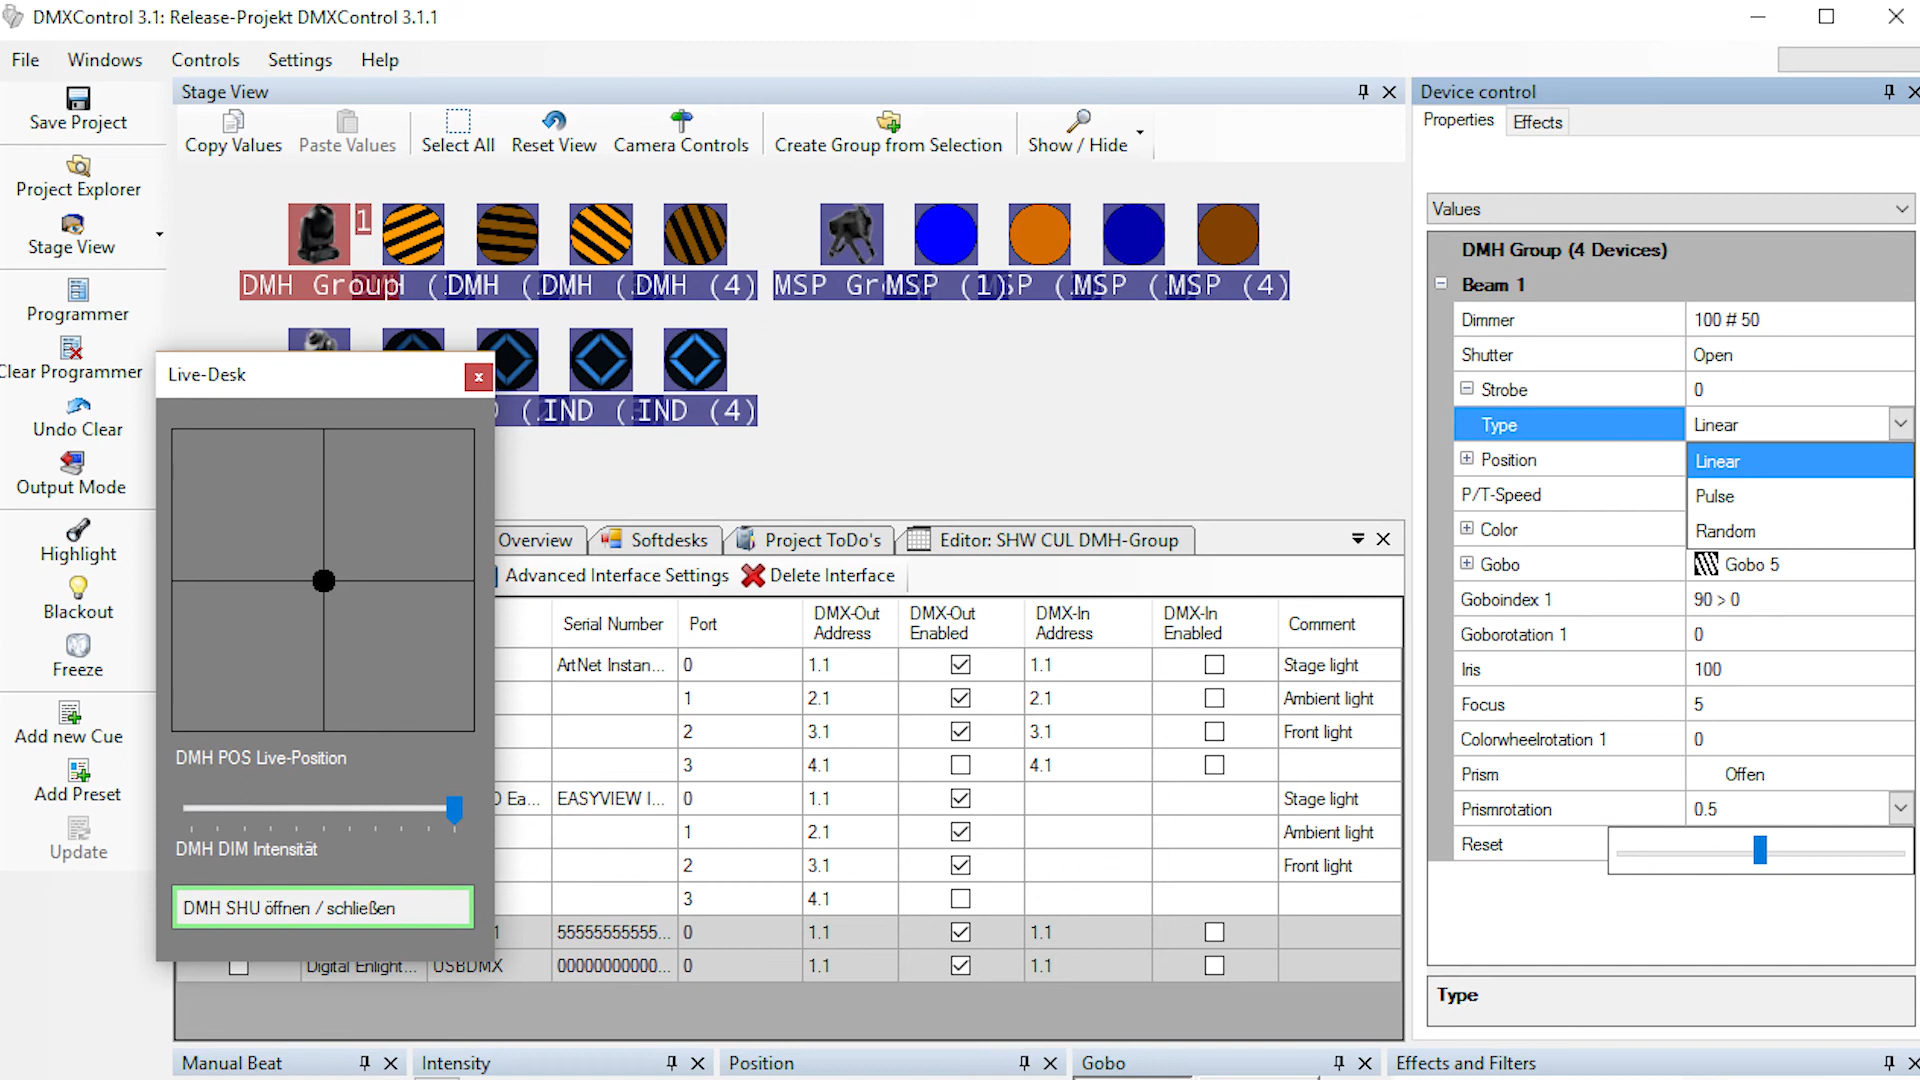 DMXControl 3.1: Release-Projekt DMXControl 3.1.1
File Windows Controls Settings Help
Save Project
Project Explorer
Stage View
Programmer
Clear Programmer
Undo Clear
Output Mode
Highlight
Blackout
Freeze
Add new Cue
Add Preset
Update
Stage View
Copy Values Paste Values Select All Reset View Camera Controls Create Group from Selection Show / Hide
1
DMH Group DMH (. DMH (. DMH (4) MSP MSP (1) MSP (. MSP (4)
IND (. IND (4)
Live-Desk
x
DMH POS Live-Position
DMH DIM Intensität
DMH SHU öffnen / schließen
Overview Softdesks Project ToDo's Editor: SHW CUL DMH-Group
Advanced Interface Settings Delete Interface
Serial Number Port DMX-Out Address DMX-Out Enabled DMX-In Address DMX-In Enabled Comment
ArtNet Instan... 0 1.1 1.1 Stage light
1 2.1 2.1 Ambient light
2 3.1 3.1 Front light
3 4.1 4.1
Ea... EASYVIEW I... 0 1.1 Stage light
1 2.1 Ambient light
2 3.1 Front light
3 4.1
1 55555555555... 0 1.1 1.1
Digital Enlight... USBDMX 00000000000... 0 1.1 1.1
Device control
Properties Effects
Values
DMH Group (4 Devices)
Beam 1
Dimmer 100 # 50
Shutter Open
Strobe 0
Type Linear
Linear
Pulse
Random
Position
P/T-Speed
Color
Gobo Gobo 5
Goboindex 1 90 > 0
Goborotation 1 0
Iris 100
Focus 5
Colorwheelrotation 1 0
Prism Offen
Prismrotation 0.5
Reset
Type
Manual Beat Intensity Position Gobo Effects and Filters